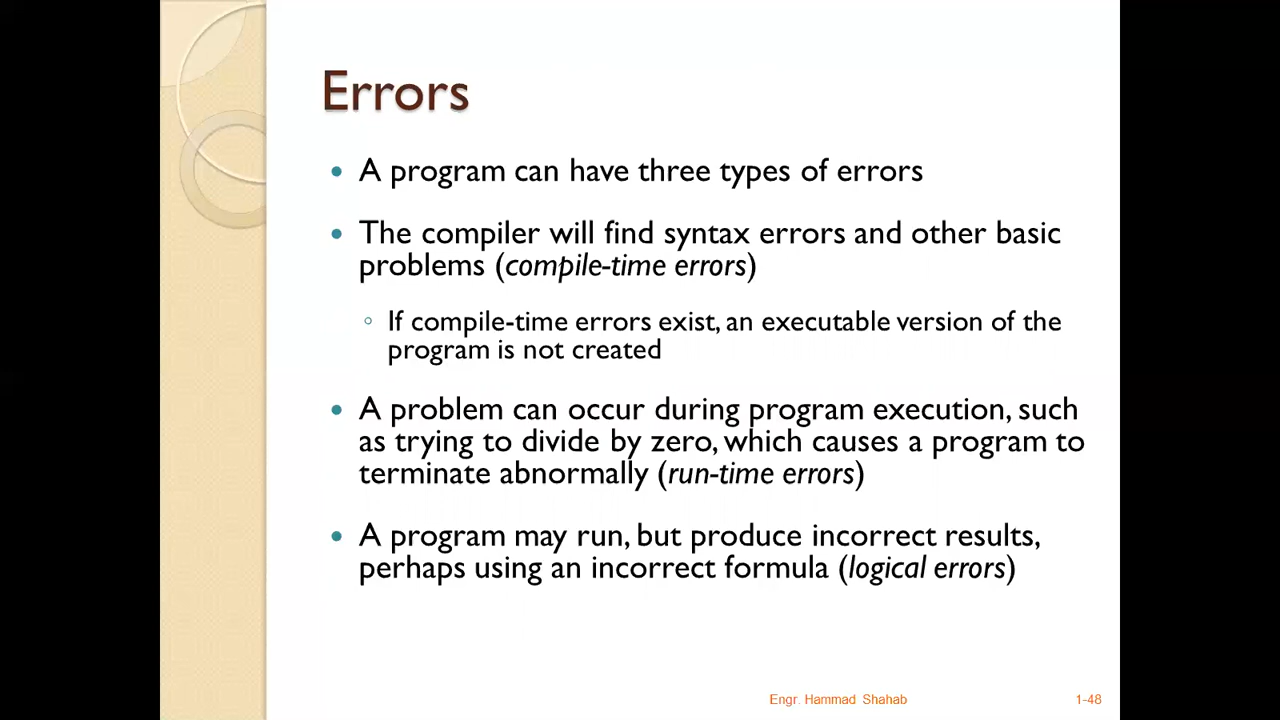 Errors
• A program can have three types of errors
• The compiler will find syntax errors and other basic
problems (compile-time errors)
◦ If compile-time errors exist, an executable version of the
program is not created
• A problem can occur during program execution, such
as trying to divide by zero, which causes a program to
terminate abnormally (run-time errors)
• A program may run, but produce incorrect results,
perhaps using an incorrect formula (logical errors)
Engr. Hammad Shahab
1-48